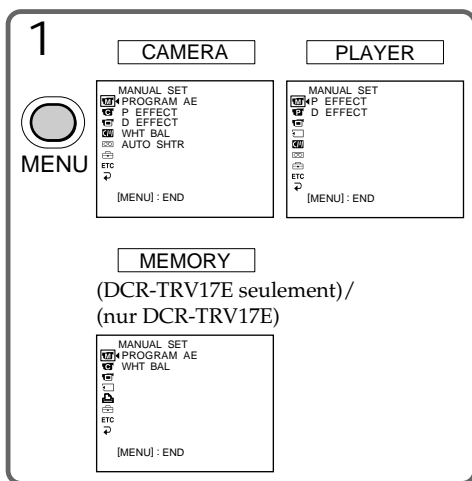 1
CAMERA
PLAYER
MENU
MANUAL SET
PROGRAM AE
P EFFECT
D EFFECT
WHT BAL
AUTO SHTR
ETC
[MENU] : END
MANUAL SET
P EFFECT
D EFFECT
ETC
[MENU] : END
MEMORY
(DCR-TRV17E seulement)/
(nur DCR-TRV17E)
MANUAL SET
PROGRAM AE
WHT BAL
ETC
[MENU] : END